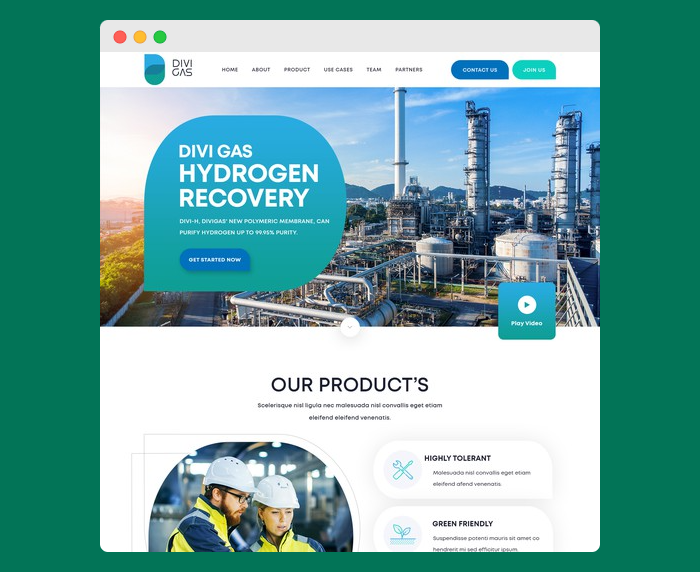 DIVI
GAS
HOME ABOUT PRODUCT USE CASES TEAM PARTNERS CONTACT US JOIN US
DIVI GAS
HYDROGEN
RECOVERY
DIVI-H, DIVIGAS' NEW POLYMERIC MEMBRANE, CAN
PURIFY HYDROGEN UP TO 99.95% PURITY.
GET STARTED NOW
Play Video
OUR PRODUCT'S
Scelerisque nisl ligula nec malesuada nisl convallis eget etiam
eleifend eleifend venenatis.
HIGHLY TOLERANT
Malesuada nisl convallis eget etiam
eleifend afend venenatis.
GREEN FRIENDLY
Suspendisse potenti mauris sit amet co
hendrerit mi sed efficitur ipsum.